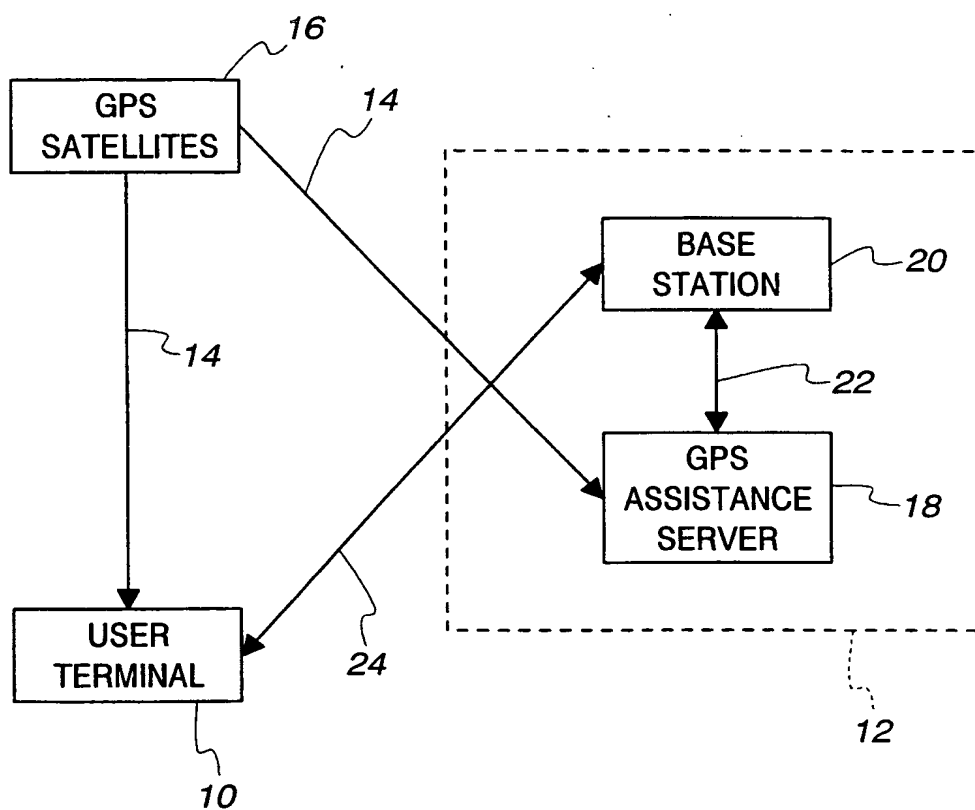 16
GPS
SATELLITES
14
14
BASE
STATION
20
22
GPS
ASSISTANCE
SERVER
18
USER
TERMINAL
24
12
10